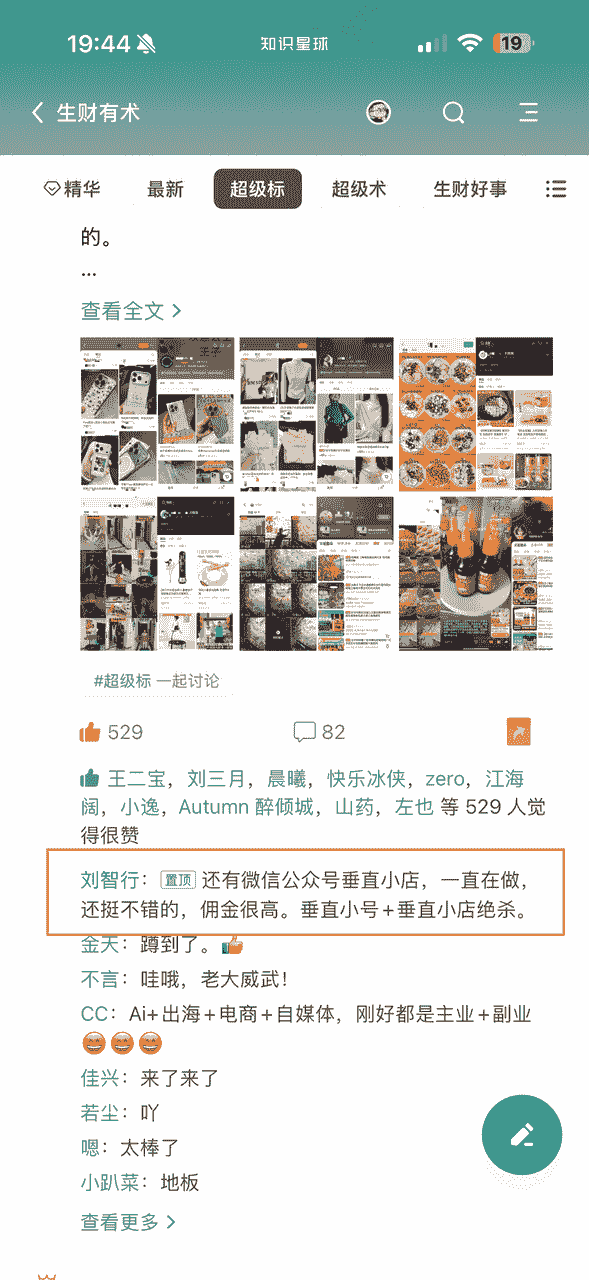 19:44
知识星球
19
生财有术
精华
最新
超级标
超级术
生财好事
的。
...
查看全文
#超级标 一起讨论
529
82
王二宝，刘三月，晨曦，快乐冰侠，zero，江海
阔，小逸，Autumn 醉倾城，山药，左也 等 529 人觉
得很赞
刘智行：置顶 还有微信公众号垂直小店，一直在做，
还挺不错的，佣金很高。垂直小号+垂直小店绝杀。
金天：蹲到了。
不言：哇哦，老大威武！
CC：Ai+出海+电商+自媒体，刚好都是主业+副业
佳兴：来了来了
若尘：吖
嗯：太棒了
小趴菜：地板
查看更多